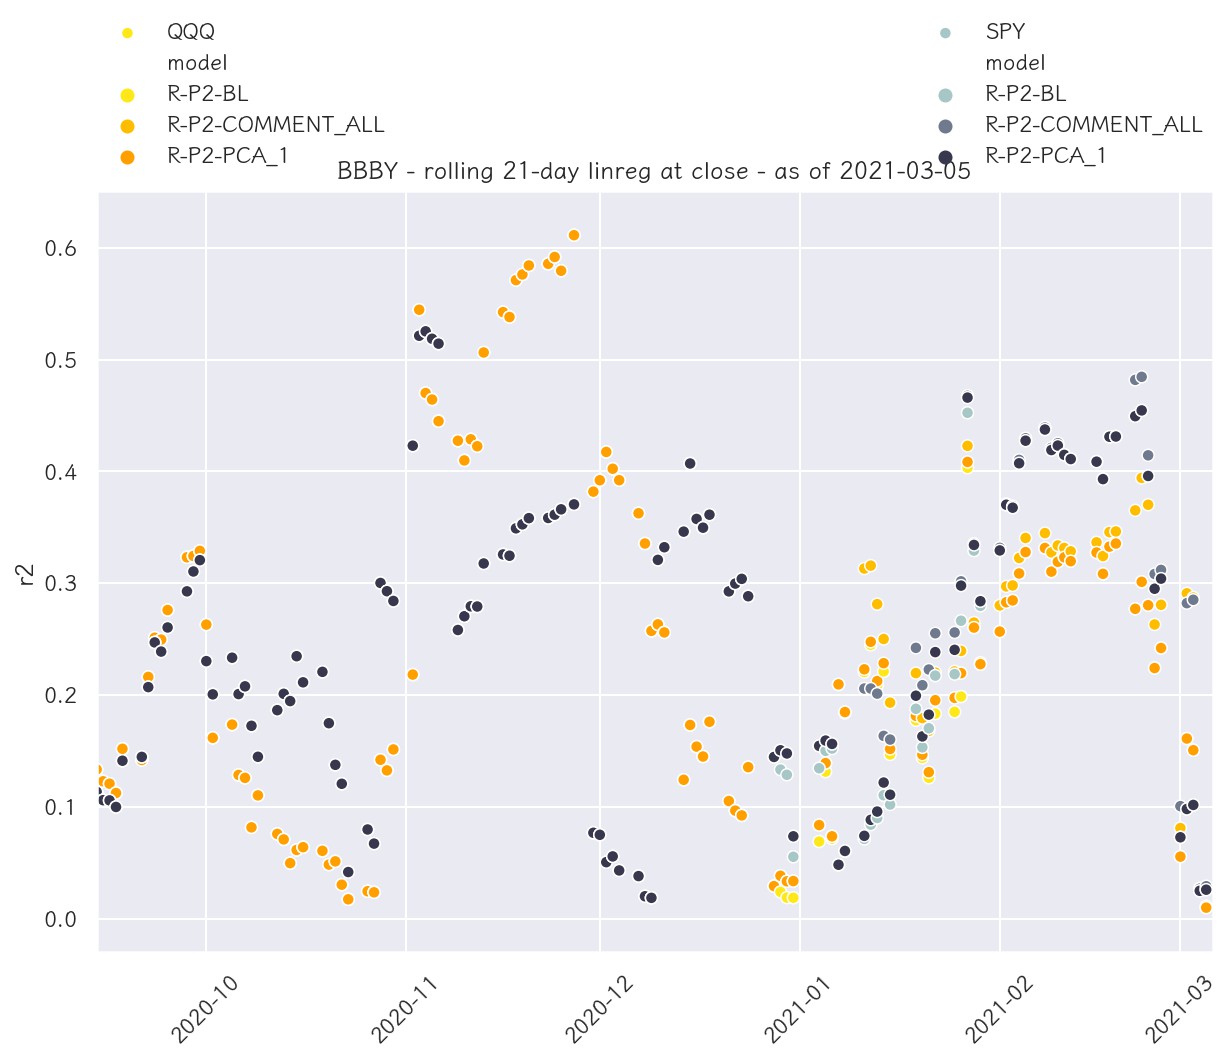 QQQ
model
R-P2-BL
R-P2-COMMENT_ALL
R-P2-PCA_1
SPY
model
R-P2-BL
R-P2-COMMENT_ALL
R-P2-PCA_1
BBBY - rolling 21-day linreg at close - as of 2021-03-05
r2
0.6
0.5
0.4
0.3
0.2
0.1
0.0
2020-10
2020-11
2020-12
2021-01
2021-02
2021-03